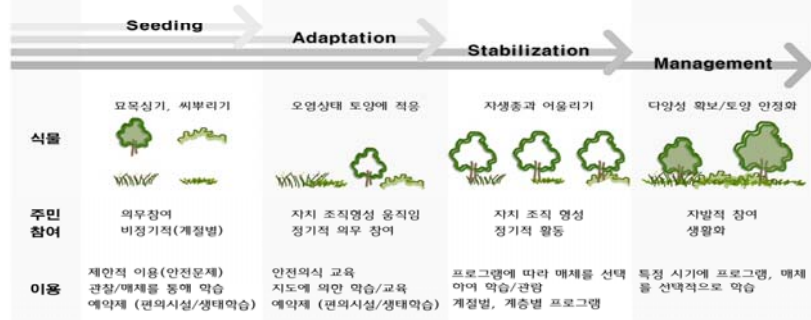 Seeding
Adaptation
Stabilization
Management
식물
묘목심기, 씨뿌리기
오염상태 토양에 적응
자생종과 어울리기
다양성 확보/토양 안정화
주민
참여
의무참여
비정기적(계절별)
자치 조직형성 움직임
정기적 의무 참여
자치 조직 형성
정기적 활동
자발적 참여
생활화
이용
제한적 이용(안전문제)
관찰/매체를 통해 학습
예약제 (편의시설/생태학습)
안전의식 교육
지도에 의한 학습/교육
예약제 (편의시설/생태학습)
프로그램에 따라 매체를 선택
하여 학습/관람
계절별, 계층별 프로그램
특정 시기에 프로그램, 매체
를 선택적으로 학습